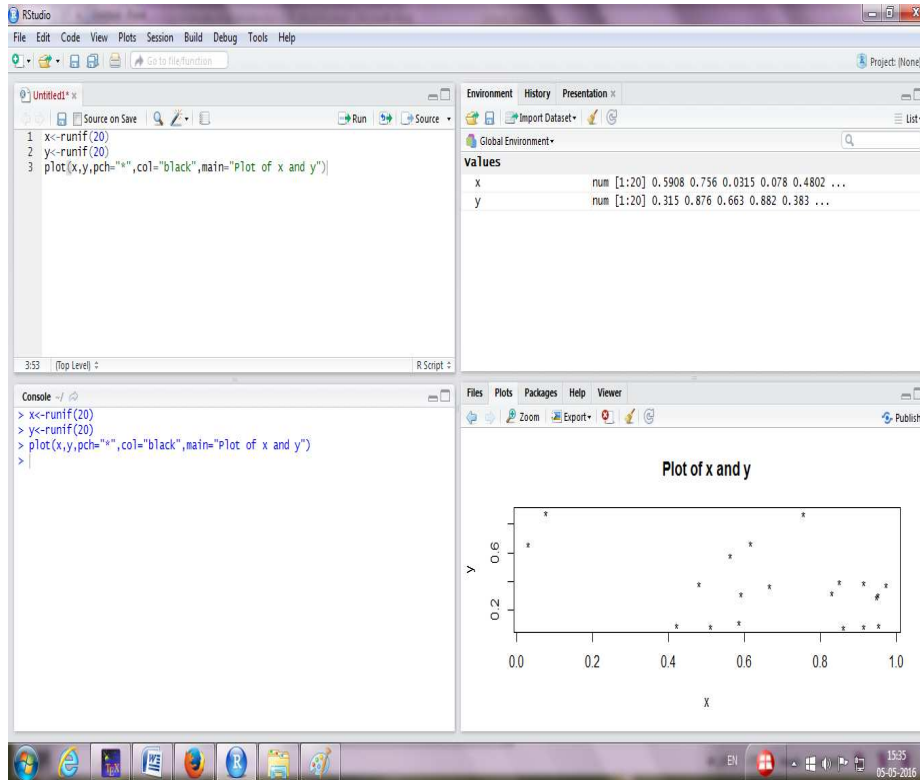 RStudio
File Edit Code View Plots Session Build Debug Tools Help
Go to file/function
Project: (None
Untitled1* ×
Source on Save
Run
Source
1 x<-runif(20)
2 y<-runif(20)
3 plot(x,y,pch="*",col="black",main="Plot of x and y")
3:53 (Top Level)
R Script
Console ~/
> x<-runif(20)
> y<-runif(20)
> plot(x,y,pch="*",col="black",main="Plot of x and y")
>
Environment History Presentation ×
Import Dataset
List
Global Environment
Values
x num [1:20] 0.5908 0.756 0.0315 0.078 0.4802 ...
y num [1:20] 0.315 0.876 0.663 0.882 0.383 ...
Files Plots Packages Help Viewer
Zoom Export
Publish
Plot of x and y
y
0.6
0.2
0.0 0.2 0.4 0.6 0.8 1.0
x
W
R
EN
15:35
05-05-2016